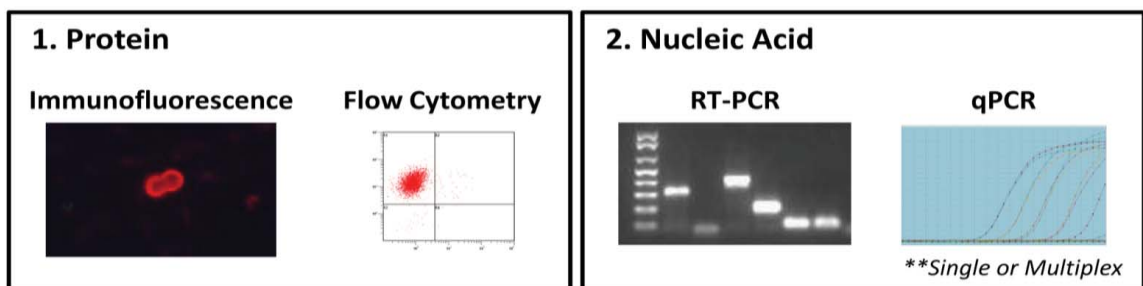 1. Protein
Immunofluorescence
Flow Cytometry
2. Nucleic Acid
RT-PCR
qPCR
**Single or Multiplex